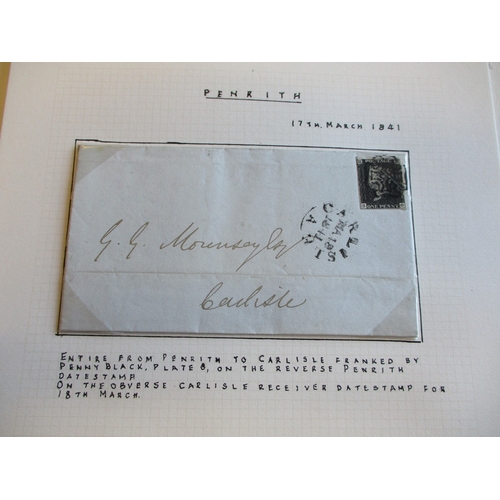 PENRITH
17TH. MARCH 1841
POSTAGE
ONE PENNY
G. G. Mounsey Esq
Carlisle
ENTIRE FROM PENRITH TO CARLISLE FRANKED BY
PENNY BLACK, PLATE 8, ON THE REVERSE PENRITH
DATESTAMP.
ON THE OBVERSE CARLISLE RECEIVER DATESTAMP FOR
18TH MARCH.